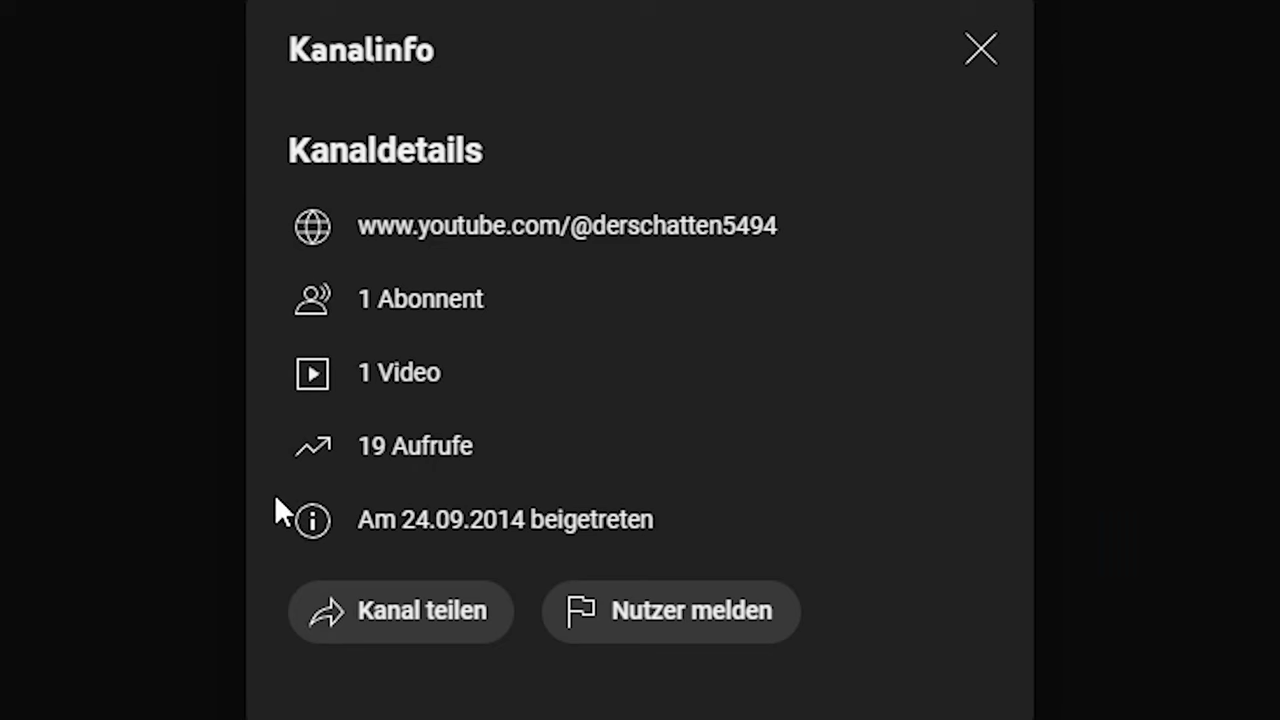 Kanalinfo
Kanaldetails
www.youtube.com/@derschatten5494
1 Abonnent
1 Video
19 Aufrufe
Am 24.09.2014 beigetreten
Kanal teilen
Nutzer melden